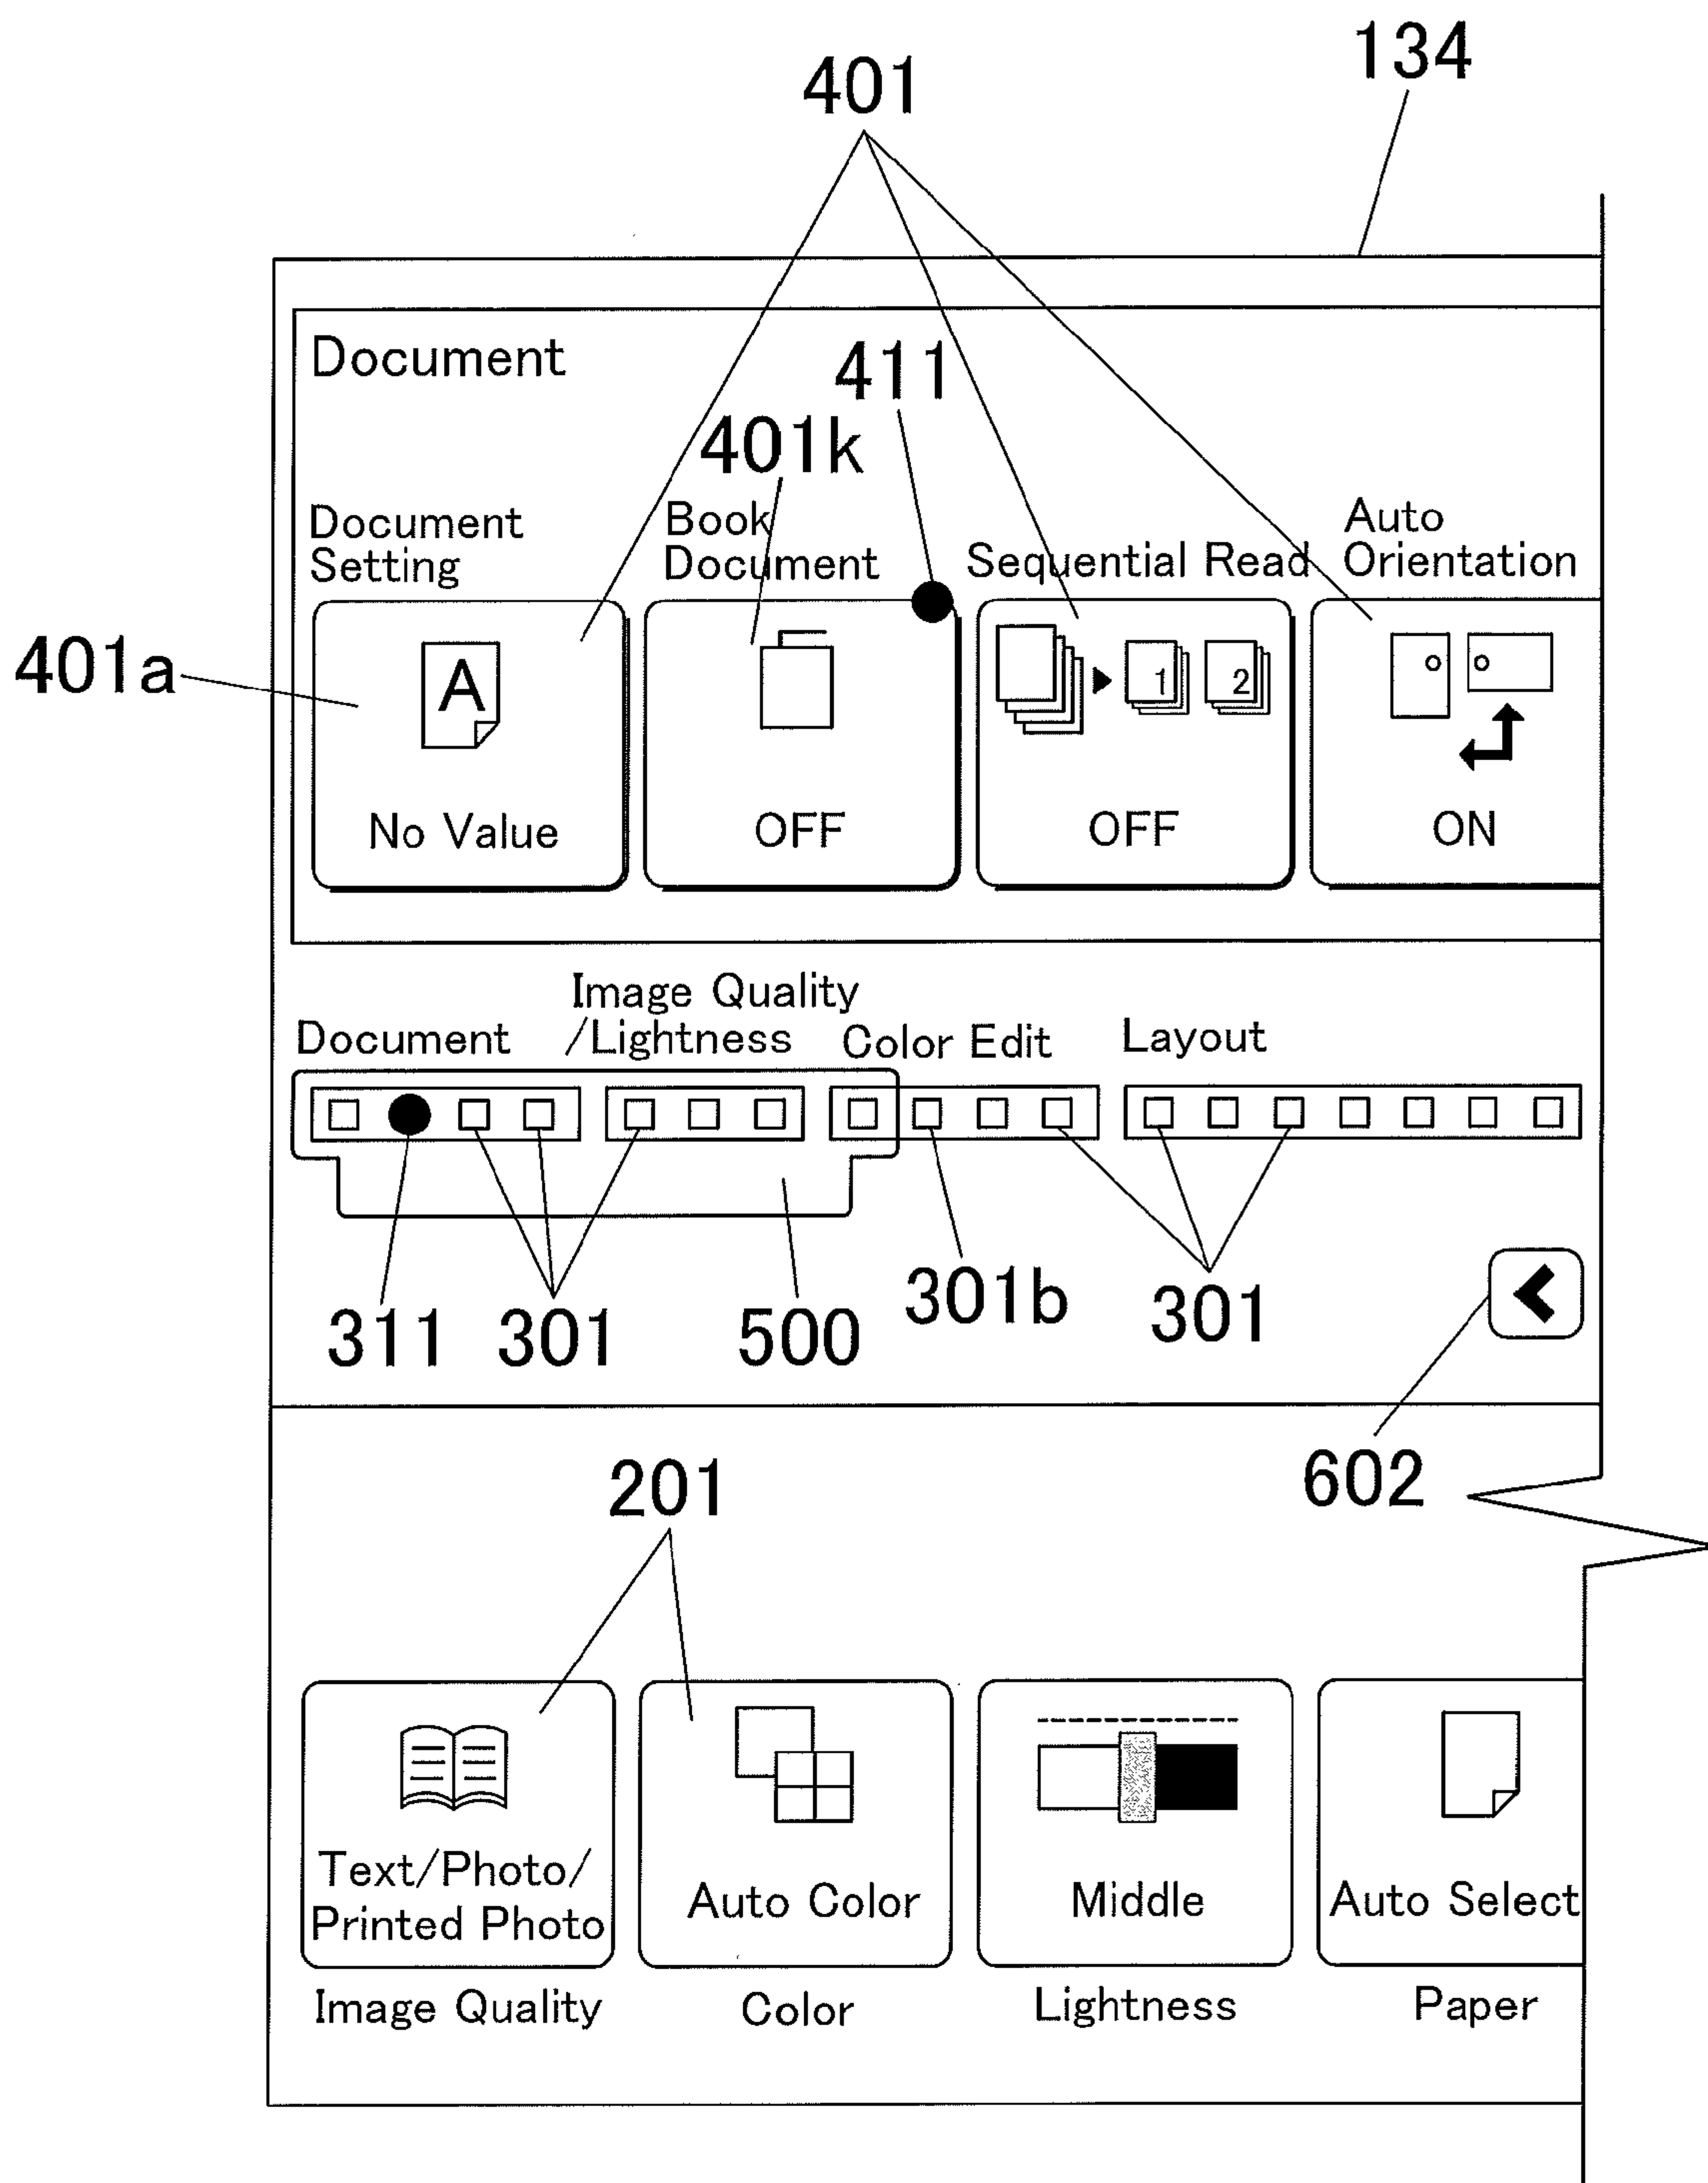 134
401
Document
411
401k
Document
Setting
Book
Document
Sequential Read
Auto
Orientation
401a
A
1
2
No Value
OFF
OFF
ON
Document
Image Quality
/Lightness
Color Edit
Layout
311
301
500
301b
301
602
201
Text/Photo/
Printed Photo
Auto Color
Middle
Auto Select
Image Quality
Color
Lightness
Paper